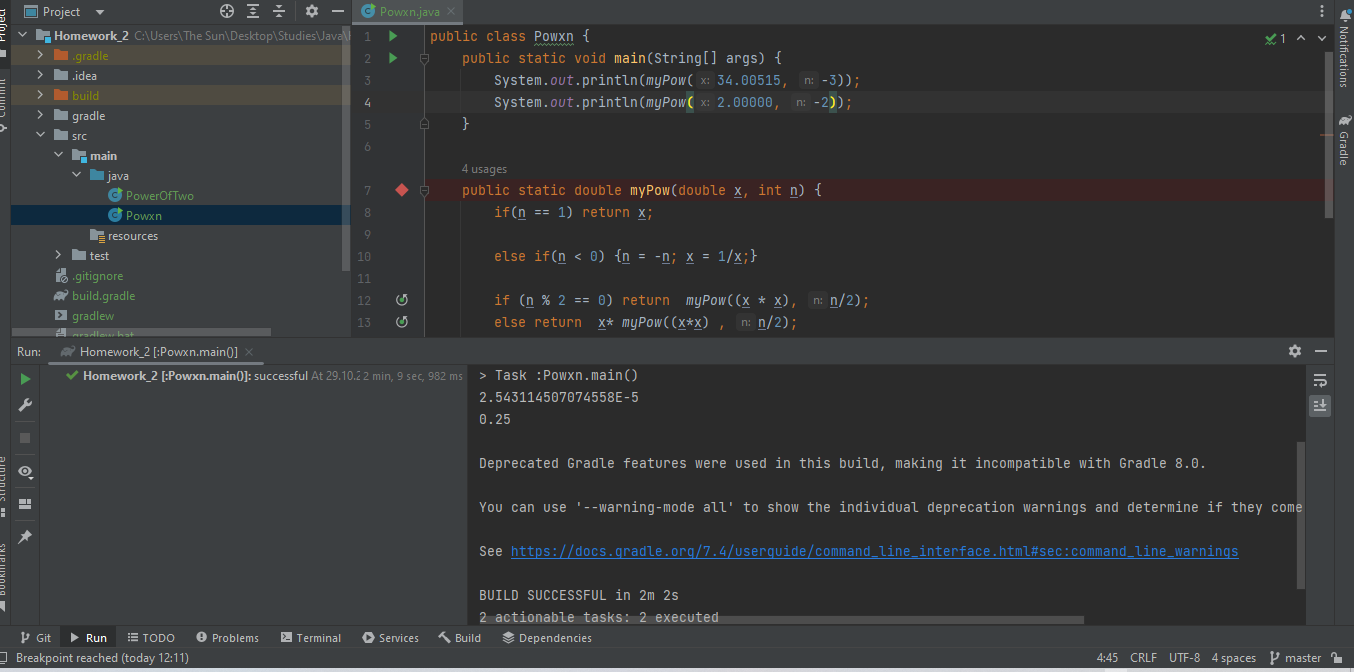 Project
Powxn.java
Homework_2 C:\Users\The Sun\Desktop\Studies\Java\
.gradle
.idea
build
gradle
src
main
java
PowerOfTwo
Powxn
resources
test
.gitignore
build.gradle
gradlew
gradlew.bat
1 public class Powxn {
2 public static void main(String[] args) {
3 System.out.println(myPow( x: 34.00515, n: -3));
4 System.out.println(myPow( x: 2.00000, n: -2));
5 }
6
4 usages
7 public static double myPow(double x, int n) {
8 if(n == 1) return x;
9
10 else if(n < 0) {n = -n; x = 1/x;}
11
12 if (n % 2 == 0) return myPow((x * x), n: n/2);
13 else return x* myPow((x*x) , n: n/2);
1
Notifications
Gradle
Project
Commit
Structure
Bookmarks
Run: Homework_2 [:Powxn.main()]
Homework_2 [:Powxn.main()]: successful At 29.10.2 2 min, 9 sec, 982 ms
> Task :Powxn.main()
2.543114507074558E-5
0.25
Deprecated Gradle features were used in this build, making it incompatible with Gradle 8.0.
You can use '--warning-mode all' to show the individual deprecation warnings and determine if they come
See https://docs.gradle.org/7.4/userguide/command_line_interface.html#sec:command_line_warnings
BUILD SUCCESSFUL in 2m 2s
2 actionable tasks: 2 executed
Git Run TODO Problems Terminal Services Build Dependencies
Breakpoint reached (today 12:11) 4:45 CRLF UTF-8 4 spaces master